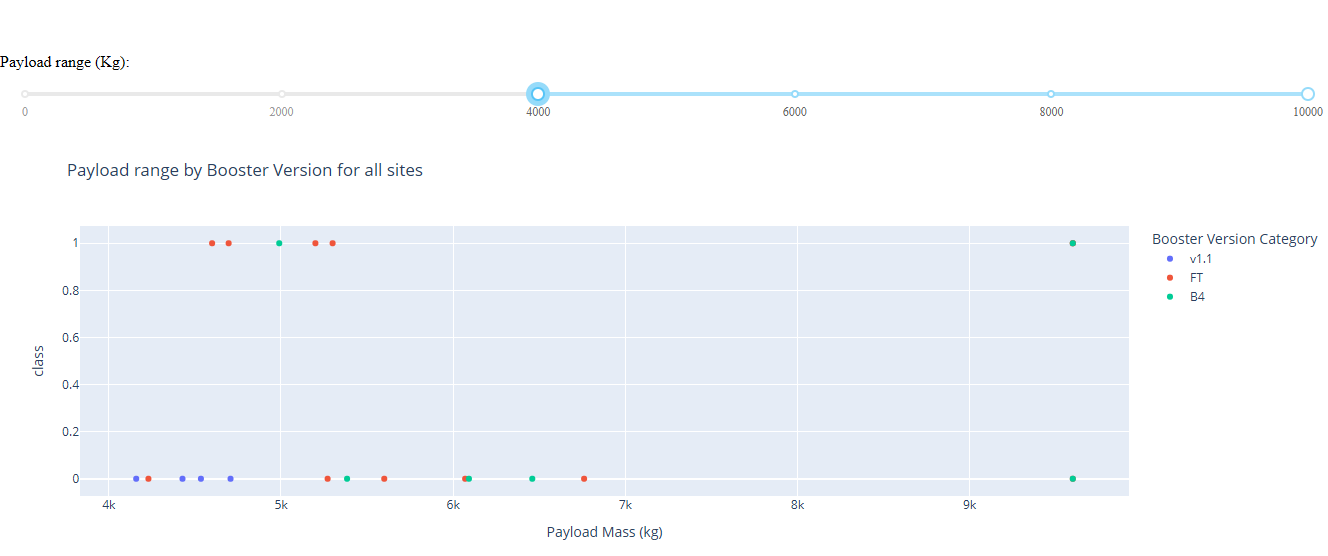 Payload range (Kg):
0 2000 4000 6000 8000 10000
Payload range by Booster Version for all sites
Booster Version Category
v1.1
FT
B4
1
0.8
0.6
0.4
0.2
0
class
4k 5k 6k 7k 8k 9k
Payload Mass (kg)